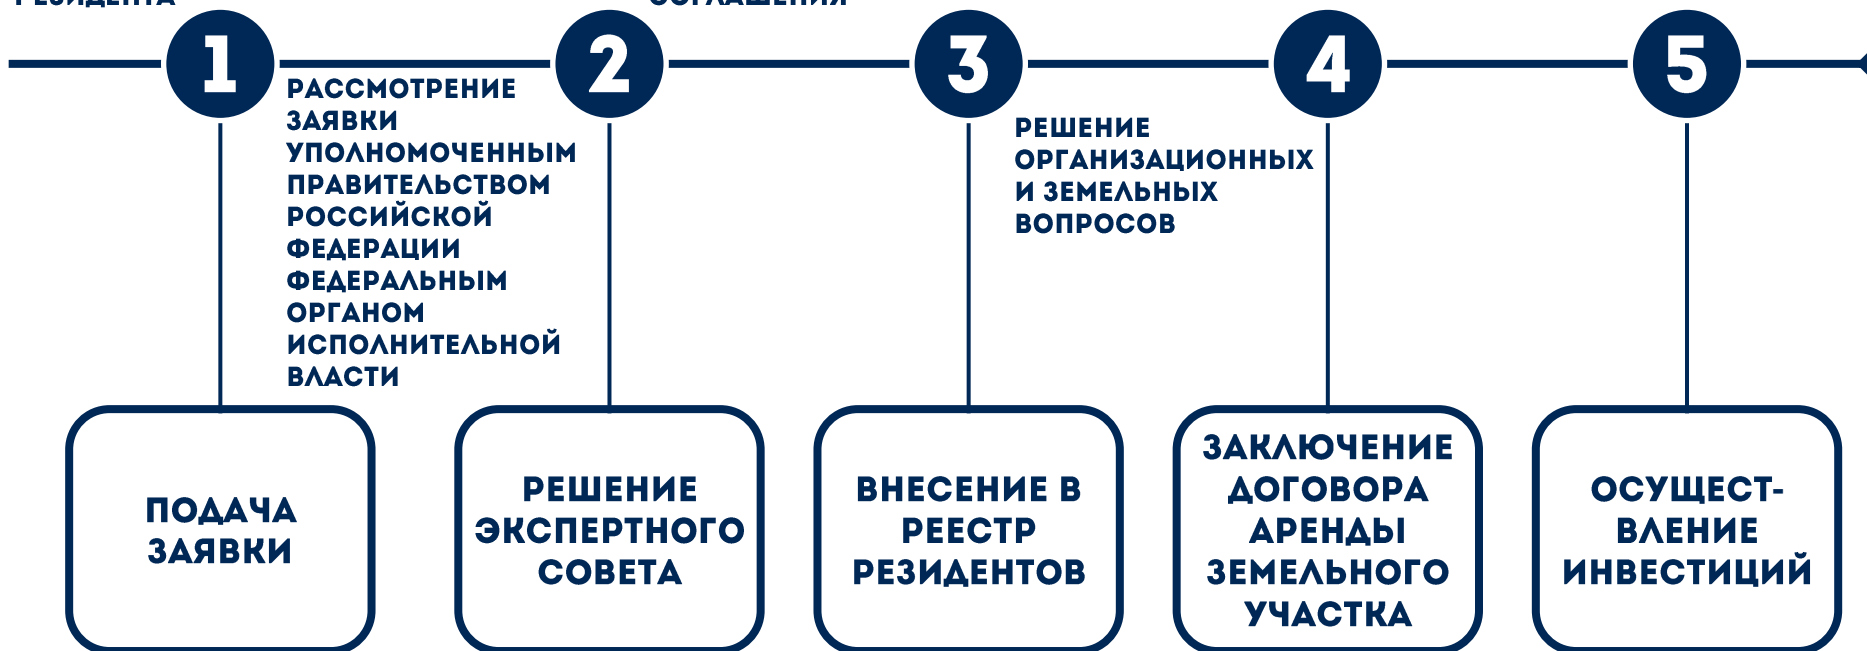 1
2
3
4
5
РАССМОТРЕНИЕ
ЗАЯВКИ
УПОЛНОМОЧЕННЫМ
ПРАВИТЕЛЬСТВОМ
РОССИЙСКОЙ
ФЕДЕРАЦИИ
ФЕДЕРАЛЬНЫМ
ОРГАНОМ
ИСПОЛНИТЕЛЬНОЙ
ВЛАСТИ
РЕШЕНИЕ
ОРГАНИЗАЦИОННЫХ
И ЗЕМЕЛЬНЫХ
ВОПРОСОВ
ПОДАЧА
ЗАЯВКИ
РЕШЕНИЕ
ЭКСПЕРТНОГО
СОВЕТА
ВНЕСЕНИЕ В
РЕЕСТР
РЕЗИДЕНТОВ
ЗАКЛЮЧЕНИЕ
ДОГОВОРА
АРЕНДЫ
ЗЕМЕЛЬНОГО
УЧАСТКА
ОСУЩЕСТ-
ВЛЕНИЕ
ИНВЕСТИЦИЙ